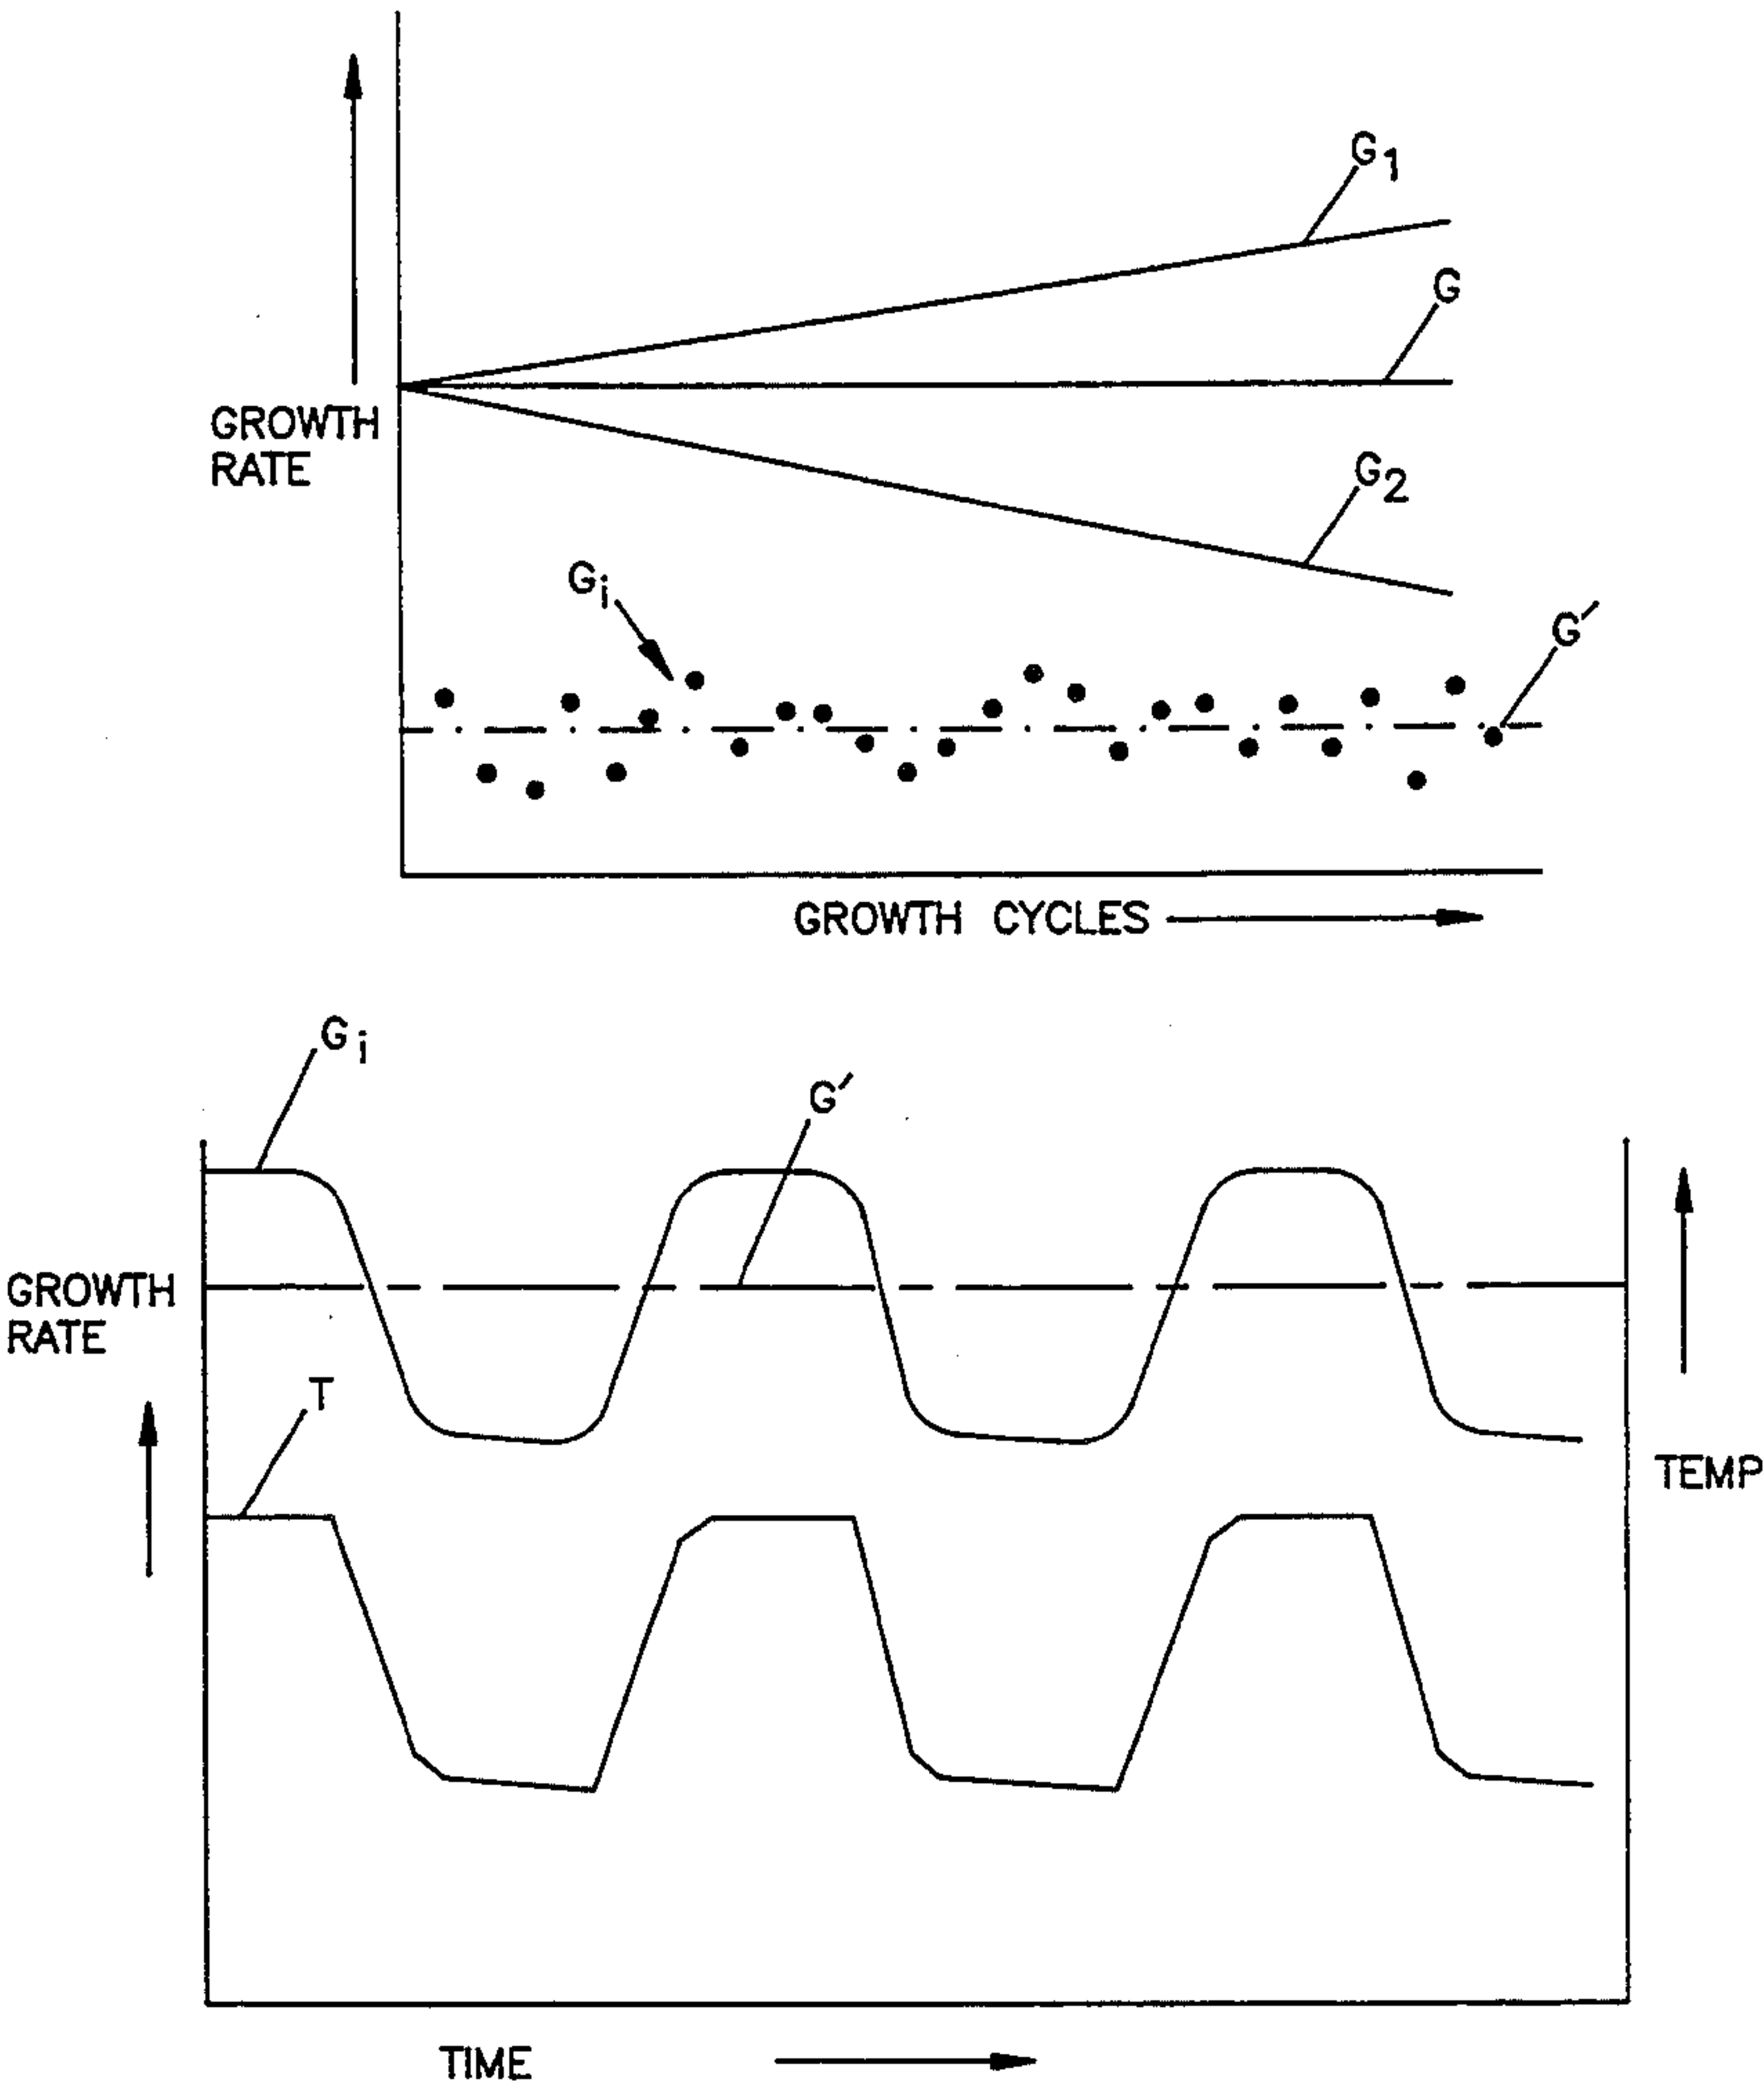 G₁
G
GROWTH
RATE
G₂
Gᵢ
G′
GROWTH CYCLES
Gᵢ
G′
GROWTH
RATE
T
TEMP
TIME